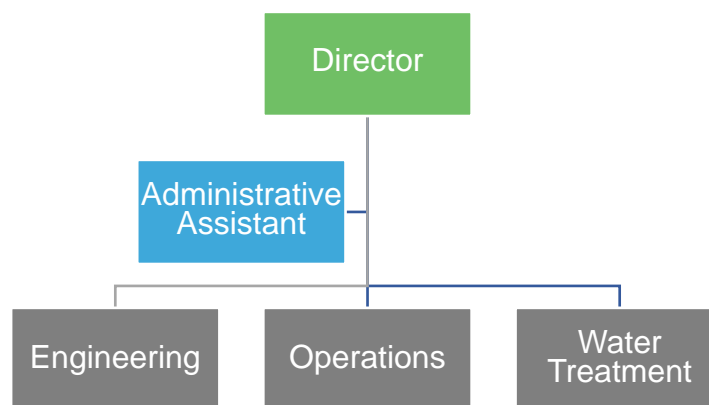 Director
Administrative
Assistant
Engineering
Operations
Water
Treatment